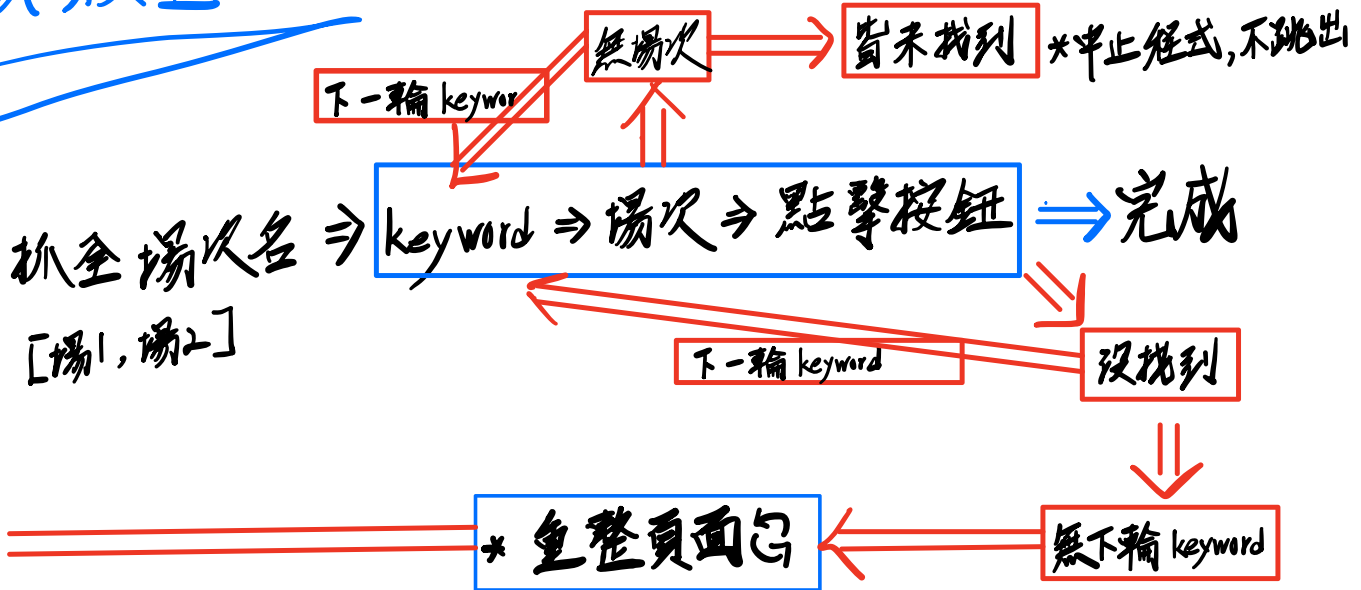 無場次
皆未找到
*中止程式,不跳出
下一輪 keywor
抓全場次名 ⇒ keyword ⇒ 場次 ⇒ 點擊按鈕 ⇒ 完成
[場1, 場2]
下一輪 keyword
沒找到
* 重整頁面
無下輪 keyword